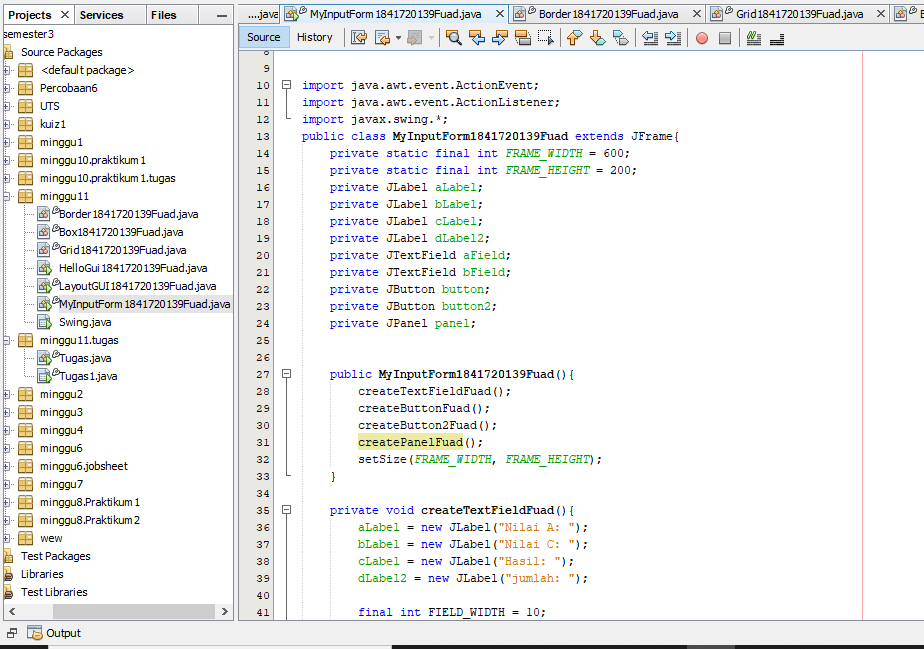 Projects × Services Files
semester3
Source Packages
<default package>
Percobaan6
UTS
kuiz1
minggu1
minggu10.praktikum1
minggu10.praktikum1.tugas
minggu11
Border1841720139Fuad.java
Box1841720139Fuad.java
Grid1841720139Fuad.java
HelloGui1841720139Fuad.java
LayoutGUI1841720139Fuad.java
MyInputForm1841720139Fuad.java
Swing.java
minggu11.tugas
Tugas.java
Tugas1.java
minggu2
minggu3
minggu4
minggu6
minggu6.jobsheet
minggu7
minggu8.Praktikum1
minggu8.Praktikum2
wew
Test Packages
Libraries
Test Libraries
Output
....java MyInputForm1841720139Fuad.java × Border1841720139Fuad.java × Grid1841720139Fuad.java ×
Source History
8
9
10 import java.awt.event.ActionEvent;
11 import java.awt.event.ActionListener;
12 import javax.swing.*;
13 public class MyInputForm1841720139Fuad extends JFrame{
14 private static final int FRAME_WIDTH = 600;
15 private static final int FRAME_HEIGHT = 200;
16 private JLabel aLabel;
17 private JLabel bLabel;
18 private JLabel cLabel;
19 private JLabel dLabel2;
20 private JTextField aField;
21 private JTextField bField;
22 private JButton button;
23 private JButton button2;
24 private JPanel panel;
25
26
27 public MyInputForm1841720139Fuad(){
28 createTextFieldFuad();
29 createButtonFuad();
30 createButton2Fuad();
31 createPanelFuad();
32 setSize(FRAME_WIDTH, FRAME_HEIGHT);
33 }
34
35 private void createTextFieldFuad(){
36 aLabel = new JLabel("Nilai A: ");
37 bLabel = new JLabel("Nilai C: ");
38 cLabel = new JLabel("Hasil: ");
39 dLabel2 = new JLabel("jumlah: ");
40
41 final int FIELD_WIDTH = 10;